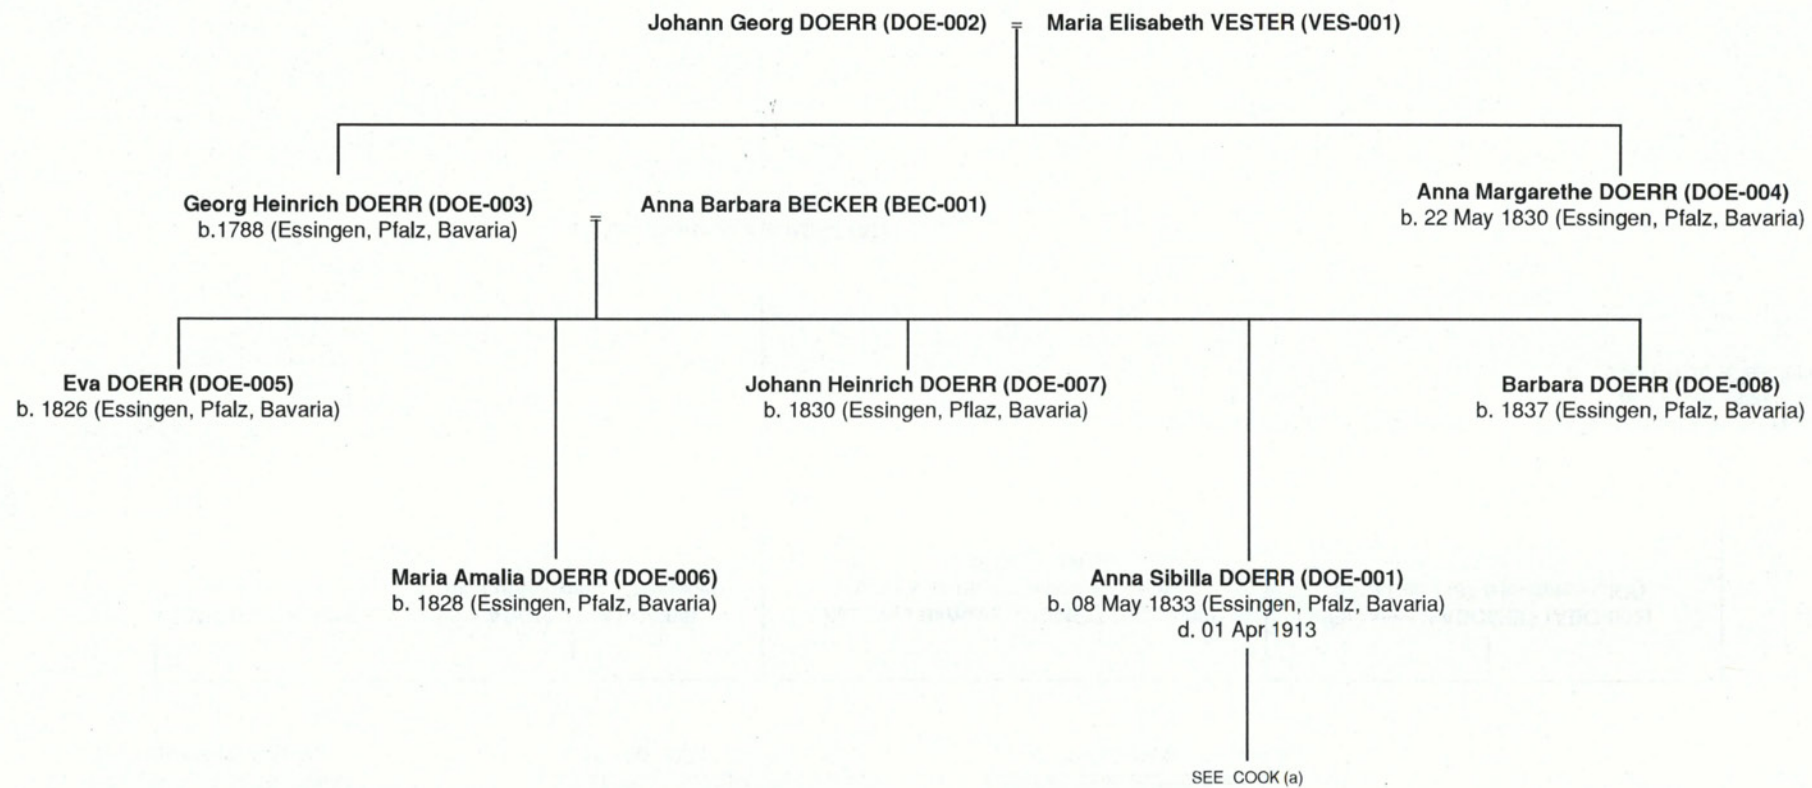 Johann Georg DOERR (DOE-002) = Maria Elisabeth VESTER (VES-001)
Georg Heinrich DOERR (DOE-003) = Anna Barbara BECKER (BEC-001)
b.1788 (Essingen, Pfalz, Bavaria)
Anna Margarethe DOERR (DOE-004)
b. 22 May 1830 (Essingen, Pfalz, Bavaria)
Eva DOERR (DOE-005)
b. 1826 (Essingen, Pfalz, Bavaria)
Johann Heinrich DOERR (DOE-007)
b. 1830 (Essingen, Pflaz, Bavaria)
Barbara DOERR (DOE-008)
b. 1837 (Essingen, Pfalz, Bavaria)
Maria Amalia DOERR (DOE-006)
b. 1828 (Essingen, Pfalz, Bavaria)
Anna Sibilla DOERR (DOE-001)
b. 08 May 1833 (Essingen, Pfalz, Bavaria)
d. 01 Apr 1913
SEE COOK (a)